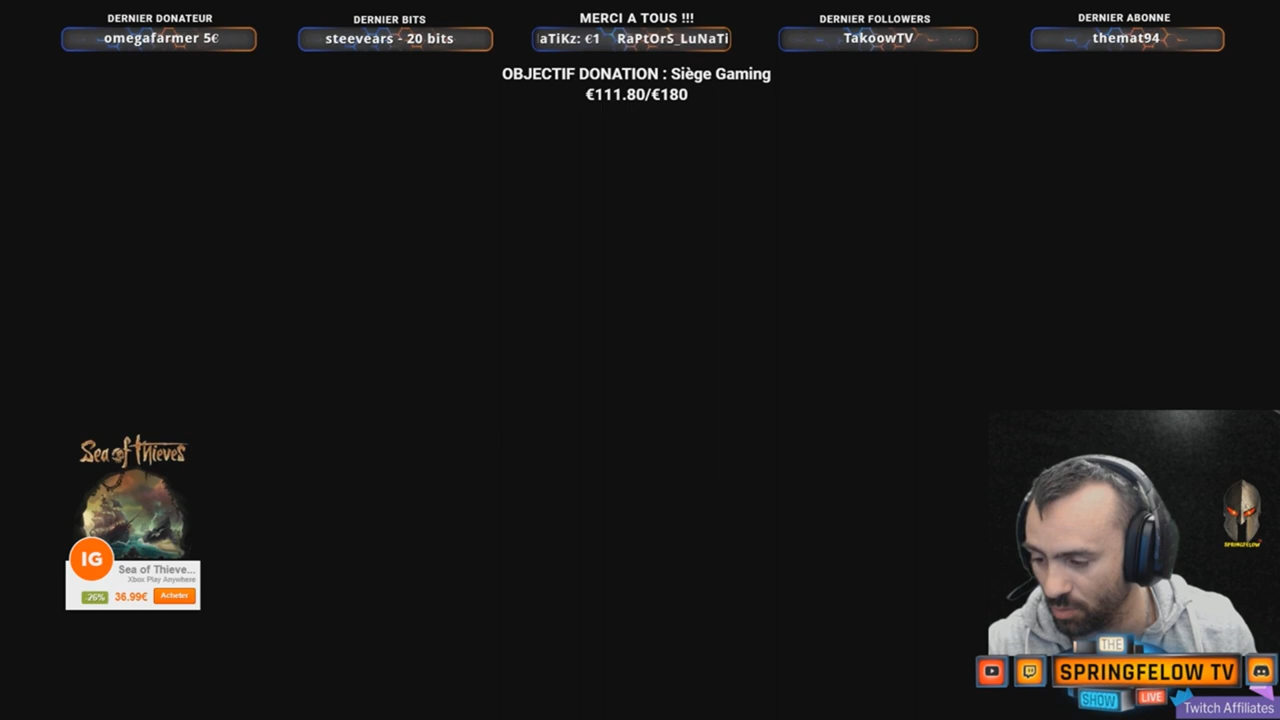 DERNIER DONATEUR
omegafarmer 5€
DERNIER BITS
steevears - 20 bits
MERCI A TOUS !!!
aTiKz: €1 RaPtOrS_LuNaTi
DERNIER FOLLOWERS
TakoowTV
DERNIER ABONNE
themat94
OBJECTIF DONATION : Siège Gaming
€111.80/€180
Sea of Thieves
IG
Sea of Thieve...
Xbox Play Anywhere
36.99€
Acheter
SPRINGFELOW
THE
SPRINGFELOW TV
SHOW
LIVE
Twitch Affiliates